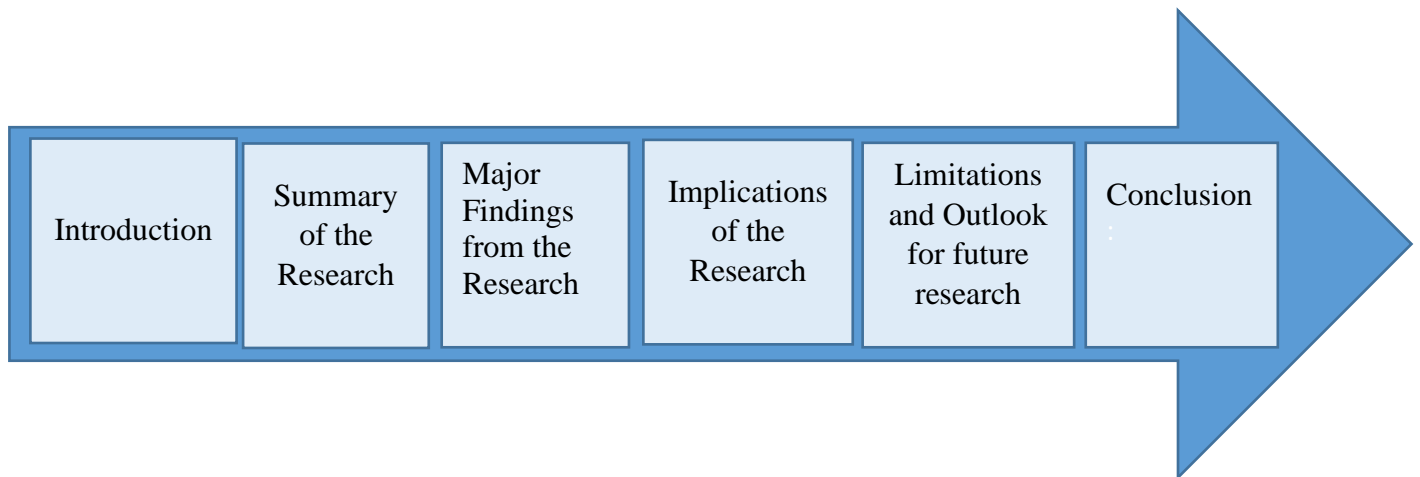 Introduction
Summary
of the
Research
Major
Findings
from the
Research
Implications
of the
Research
Limitations
and Outlook
for future
research
Conclusion
: